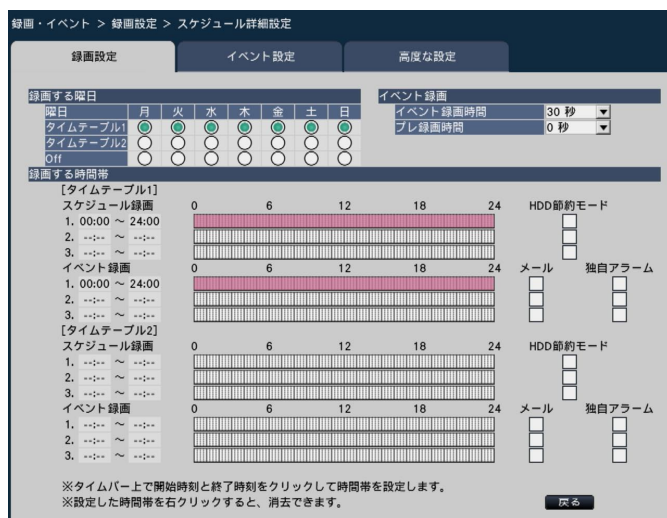 録画・イベント > 録画設定 > スケジュール詳細設定
録画設定 イベント設定 高度な設定
録画する曜日 イベント録画
曜日 月 火 水 木 金 土 日 イベント録画時間 30 秒
タイムテーブル1 プレ録画時間 0 秒
タイムテーブル2
Off
録画する時間帯
[タイムテーブル1]
スケジュール録画 0 6 12 18 24 HDD節約モード
1. 00:00 ～ 24:00
2. --:-- ～ --:--
3. --:-- ～ --:--
イベント録画 0 6 12 18 24 メール 独自アラーム
1. 00:00 ～ 24:00
2. --:-- ～ --:--
3. --:-- ～ --:--
[タイムテーブル2]
スケジュール録画 0 6 12 18 24 HDD節約モード
1. --:-- ～ --:--
2. --:-- ～ --:--
3. --:-- ～ --:--
イベント録画 0 6 12 18 24 メール 独自アラーム
1. --:-- ～ --:--
2. --:-- ～ --:--
3. --:-- ～ --:--
※タイムバー上で開始時刻と終了時刻をクリックして時間帯を設定します。
※設定した時間帯を右クリックすると、消去できます。
戻る